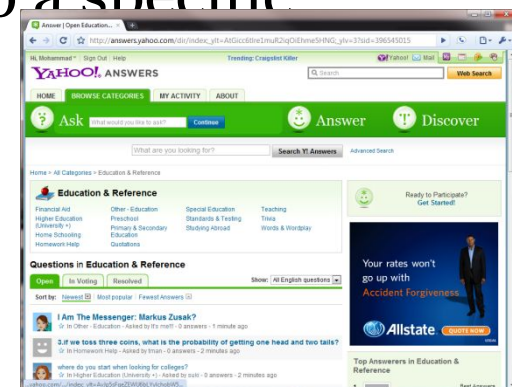 to a specific
Answer | Open Education...
http://answers.yahoo.com/dir/index;_ylt=AtGicc6tIreImuR2iqOiEhme5HNG;_ylv=3?sid=396545015
Hi, Mohammed
Sign Out
Help
Trending: Craigslist Killer
Yahoo!
Mail
YAHOO! ANSWERS
Search
Web Search
HOME
BROWSE CATEGORIES
MY ACTIVITY
ABOUT
Ask
What would you like to ask?
Continue
Answer
Discover
What are you looking for?
Search Y! Answers
Advanced Search
Home > All Categories > Education & Reference
Education & Reference
Financial Aid
Higher Education (University +)
Home Schooling
Homework Help
Other - Education
Preschool
Primary & Secondary Education
Quotations
Special Education
Standards & Testing
Studying Abroad
Teaching
Trivia
Words & Wordplay
Ready to Participate?
Get Started!
Questions in Education & Reference
Open
In Voting
Resolved
Show: All English questions
Sort by: Newest | Most popular | Fewest Answers
I Am The Messenger: Markus Zusak?
In Other - Education - Asked by It's me!!! - 0 answers - 1 minute ago
3.if we toss three coins, what is the probability of getting one head and two tails?
In Homework Help - Asked by Iman - 0 answers - 2 minutes ago
where do you start when looking for colleges?
In Higher Education (University +) - Asked by suki - 0 answers - 2 minutes ago
Your rates won't
go up with
Accident Forgiveness
Allstate
QUOTE NOW
Top Answerers in Education &
Reference
Best Answers